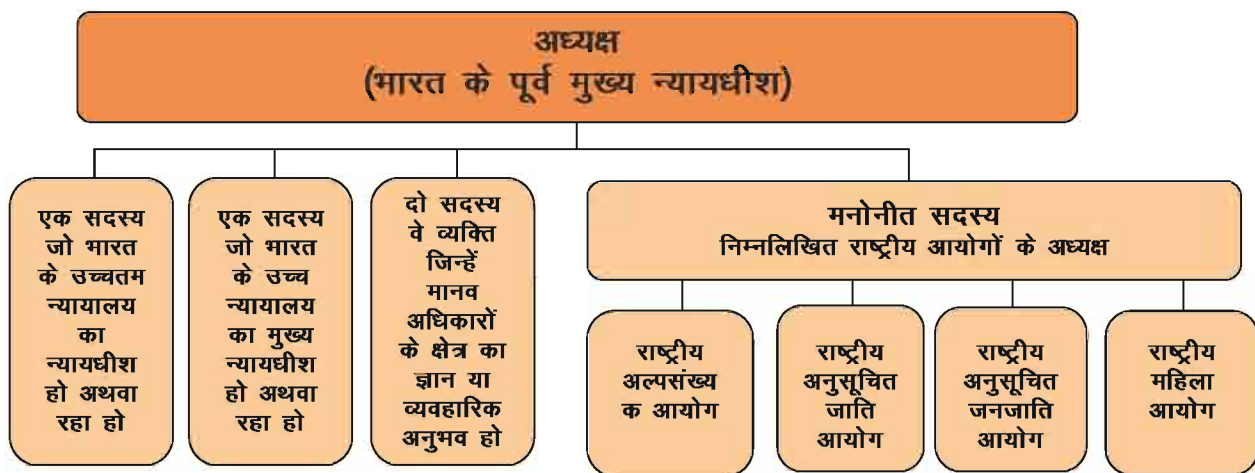 अध्यक्ष
(भारत के पूर्व मुख्य न्यायधीश)
एक सदस्य
जो भारत
के उच्चतम
न्यायालय
का
न्यायधीश
हो अथवा
रहा हो
एक सदस्य
जो भारत
के उच्च
न्यायालय
का मुख्य
न्यायधीश
हो अथवा
रहा हो
दो सदस्य
वे व्यक्ति
जिन्हें
मानव
अधिकारों
के क्षेत्र का
ज्ञान या
व्यवहारिक
अनुभव हो
मनोनीत सदस्य
निम्नलिखित राष्ट्रीय आयोगों के अध्यक्ष
राष्ट्रीय
अल्पसंख्य
क आयोग
राष्ट्रीय
अनुसूचित
जाति
आयोग
राष्ट्रीय
अनुसूचित
जनजाति
आयोग
राष्ट्रीय
महिला
आयोग